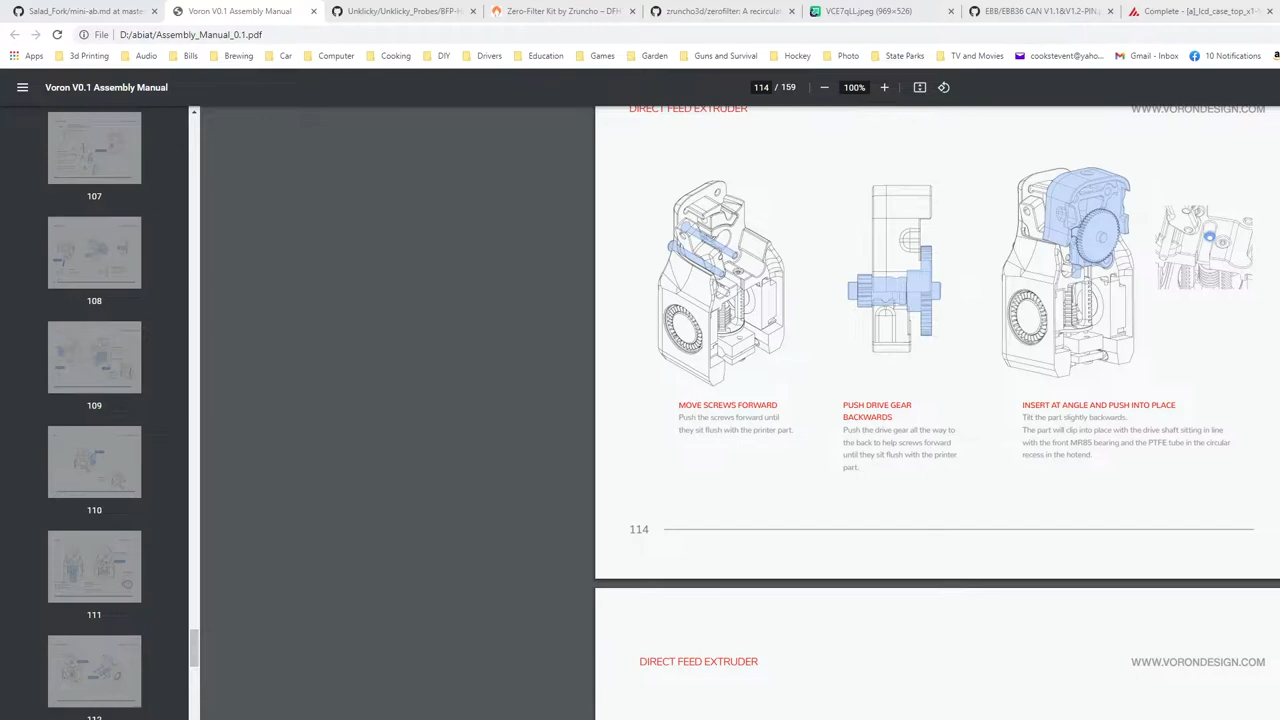 Salad_Fork/mini-ab.md at maste
Voron V0.1 Assembly Manual
Unklicky/Unklicky_Probes/BFP-H
Zero-Filter Kit by Zruncho – DFH
zruncho3d/zerofilter: A recircula
VCE7qLL.jpeg (969×526)
EBB/EBB36 CAN V1.1&V1.2-PIN.p
Complete - [a]_lcd_case_top_x1-
File D:/abiat/Assembly_Manual_0.1.pdf
Apps 3d Printing Audio Bills Brewing Car Computer Cooking DIY Drivers Education Games Garden Guns and Survival Hockey Photo State Parks TV and Movies cookstevent@yaho... Gmail - Inbox 10 Notifications
Voron V0.1 Assembly Manual
114 / 159
100%
107
108
109
110
111
112
DIRECT FEED EXTRUDER
WWW.VORONDESIGN.COM
MOVE SCREWS FORWARD
Push the screws forward until
they sit flush with the printer part.
PUSH DRIVE GEAR
BACKWARDS
Push the drive gear all the way to
the back to help screws forward
until they sit flush with the printer
part.
INSERT AT ANGLE AND PUSH INTO PLACE
Tilt the part slightly backwards.
The part will clip into place with the drive shaft sitting in line
with the front MR85 bearing and the PTFE tube in the circular
recess in the hotend.
114
DIRECT FEED EXTRUDER
WWW.VORONDESIGN.COM